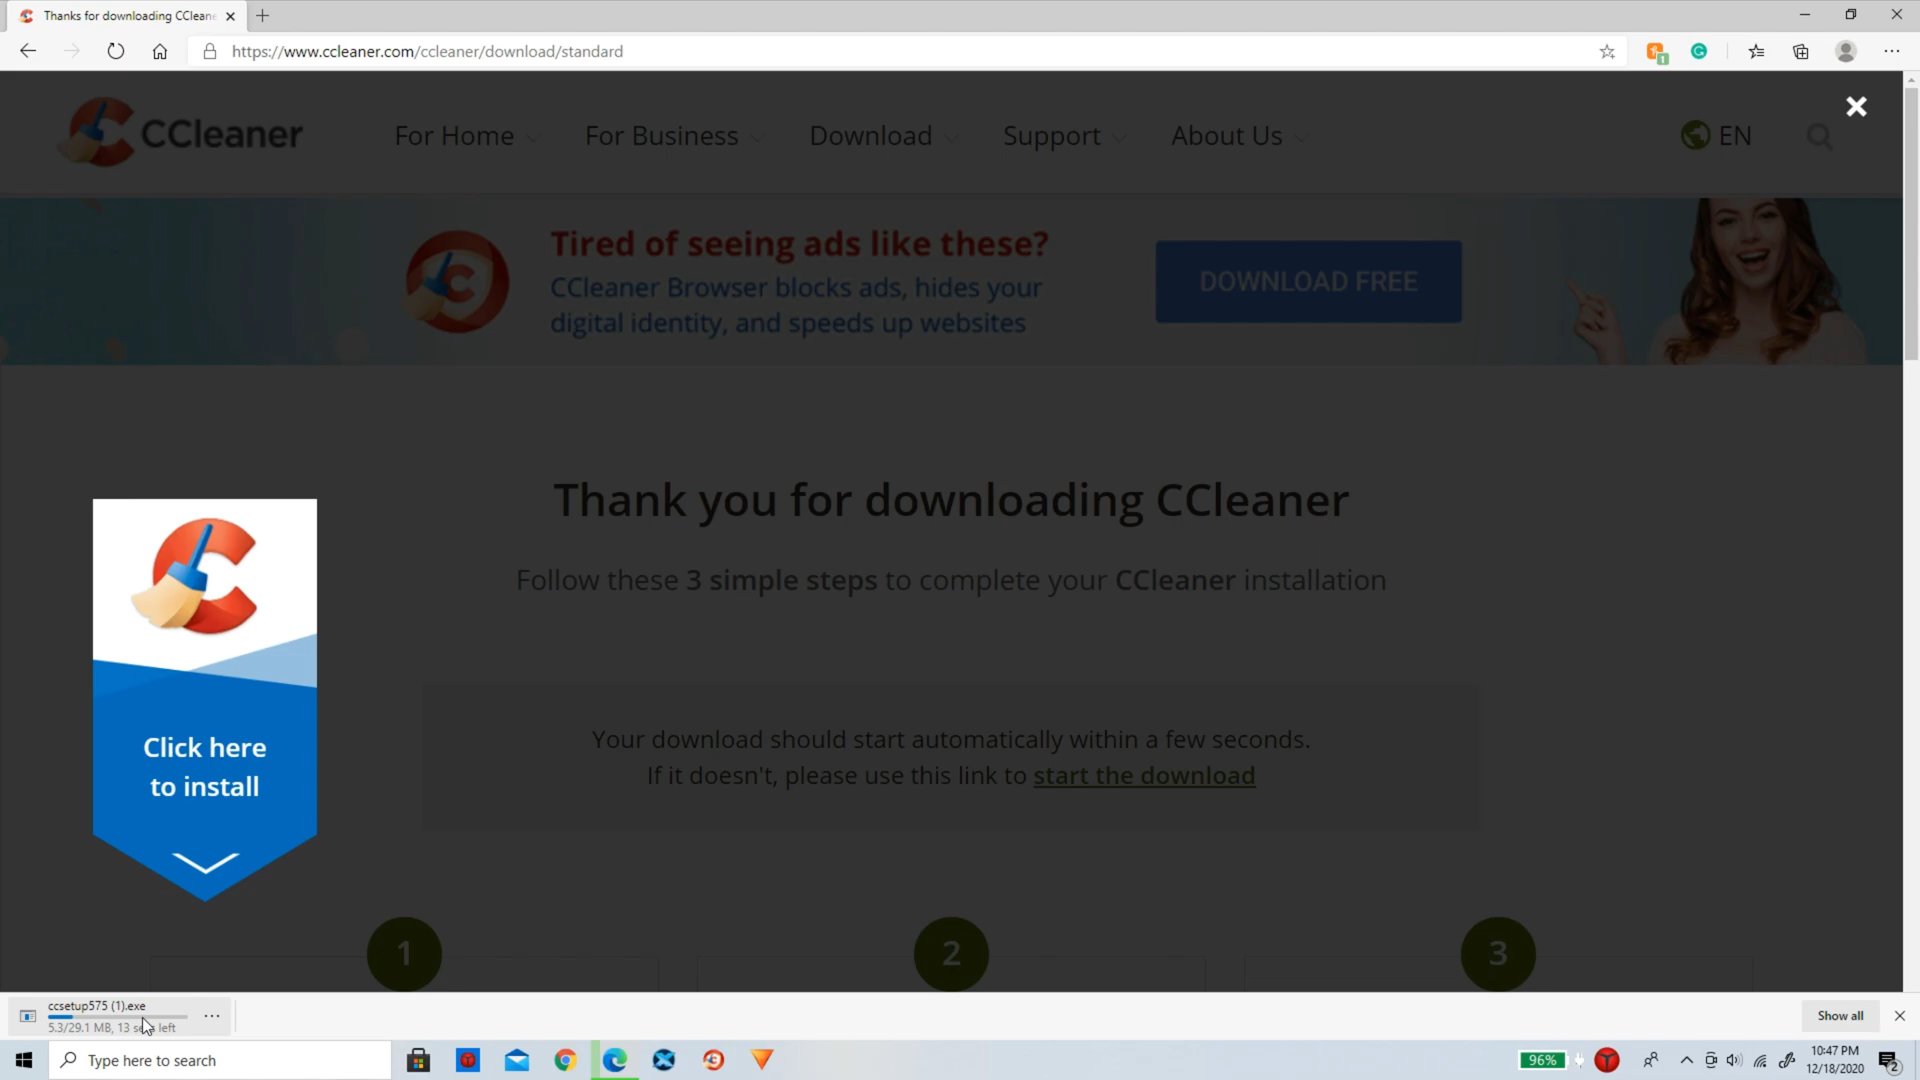 Thanks for downloading CCleane
https://www.ccleaner.com/ccleaner/download/standard
1
CCleaner
For Home
For Business
Download
Support
About Us
EN
Tired of seeing ads like these?
CCleaner Browser blocks ads, hides your
digital identity, and speeds up websites
DOWNLOAD FREE
Thank you for downloading CCleaner
Follow these 3 simple steps to complete your CCleaner installation
Your download should start automatically within a few seconds.
If it doesn't, please use this link to start the download
Click here
to install
1
2
3
ccsetup575 (1).exe
5.3/29.1 MB, 13 left
Show all
Type here to search
96%
10:47 PM
12/18/2020
2